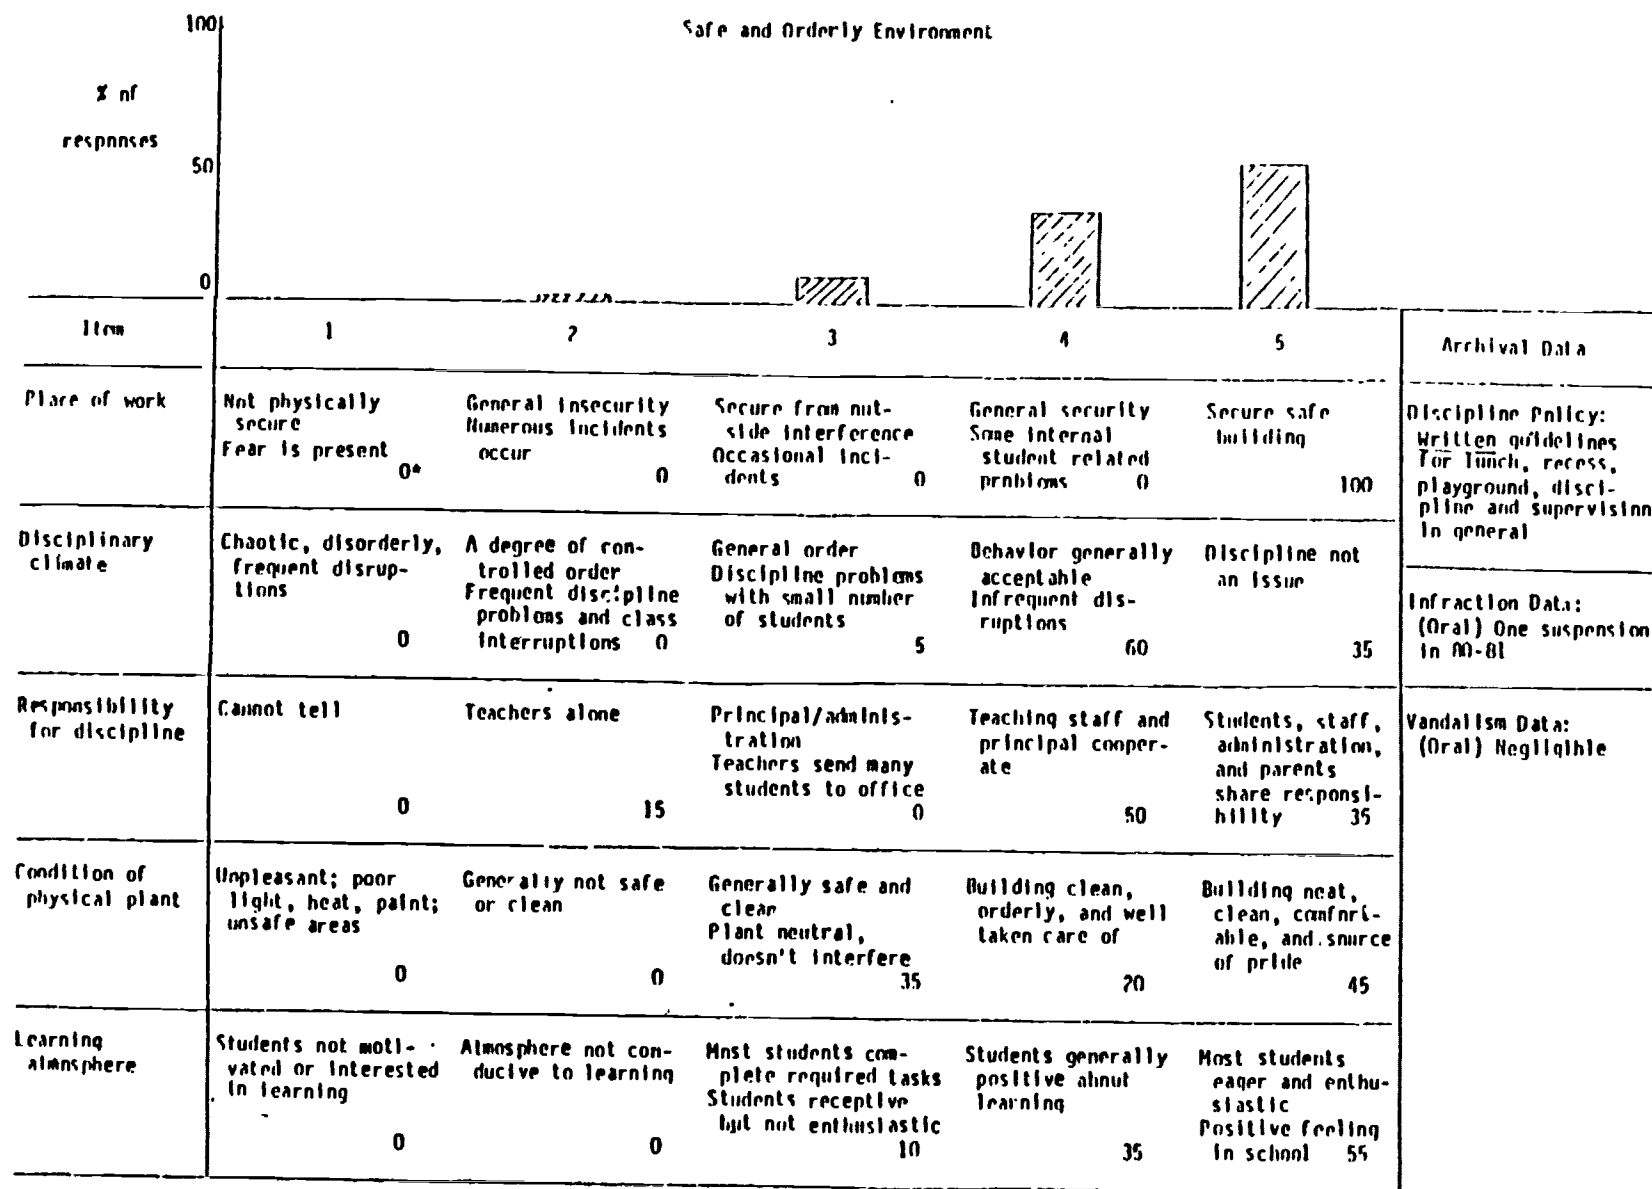 Safe and Orderly Environment
100
% of
responses
50
0
Item
1
2
3
4
5
Archival Data
Place of work
Not physically
secure
Fear is present
0*
General insecurity
Numerous incidents
occur
0
Secure from out-
side interference
Occasional inci-
dents 0
General security
Some internal
student related
problems 0
Secure safe
building
100
Discipline Policy:
Written guidelines
for lunch, recess,
playground, disci-
pline and supervision
in general
Disciplinary
climate
Chaotic, disorderly,
frequent disrup-
tions
0
A degree of con-
trolled order
Frequent discipline
problems and class
interruptions 0
General order
Discipline problems
with small number
of students
5
Behavior generally
acceptable
Infrequent dis-
ruptions
60
Discipline not
an issue
35
Infraction Data:
(Oral) One suspension
in 80-81
Responsibility
for discipline
Cannot tell
0
Teachers alone
15
Principal/adminis-
tration
Teachers send many
students to office
0
Teaching staff and
principal cooper-
ate
50
Students, staff,
administration,
and parents
share responsi-
bility 35
Vandalism Data:
(Oral) Negligible
Condition of
physical plant
Unpleasant; poor
light, heat, paint;
unsafe areas
0
Generally not safe
or clean
0
Generally safe and
clean
Plant neutral,
doesn't interfere
35
Building clean,
orderly, and well
taken care of
20
Building neat,
clean, comfort-
able, and source
of pride
45
Learning
atmosphere
Students not moti-
vated or interested
in learning
0
Atmosphere not con-
ducive to learning
0
Most students com-
plete required tasks
Students receptive
but not enthusiastic
10
Students generally
positive about
learning
35
Most students
eager and enthu-
siastic
Positive feeling
in school 55